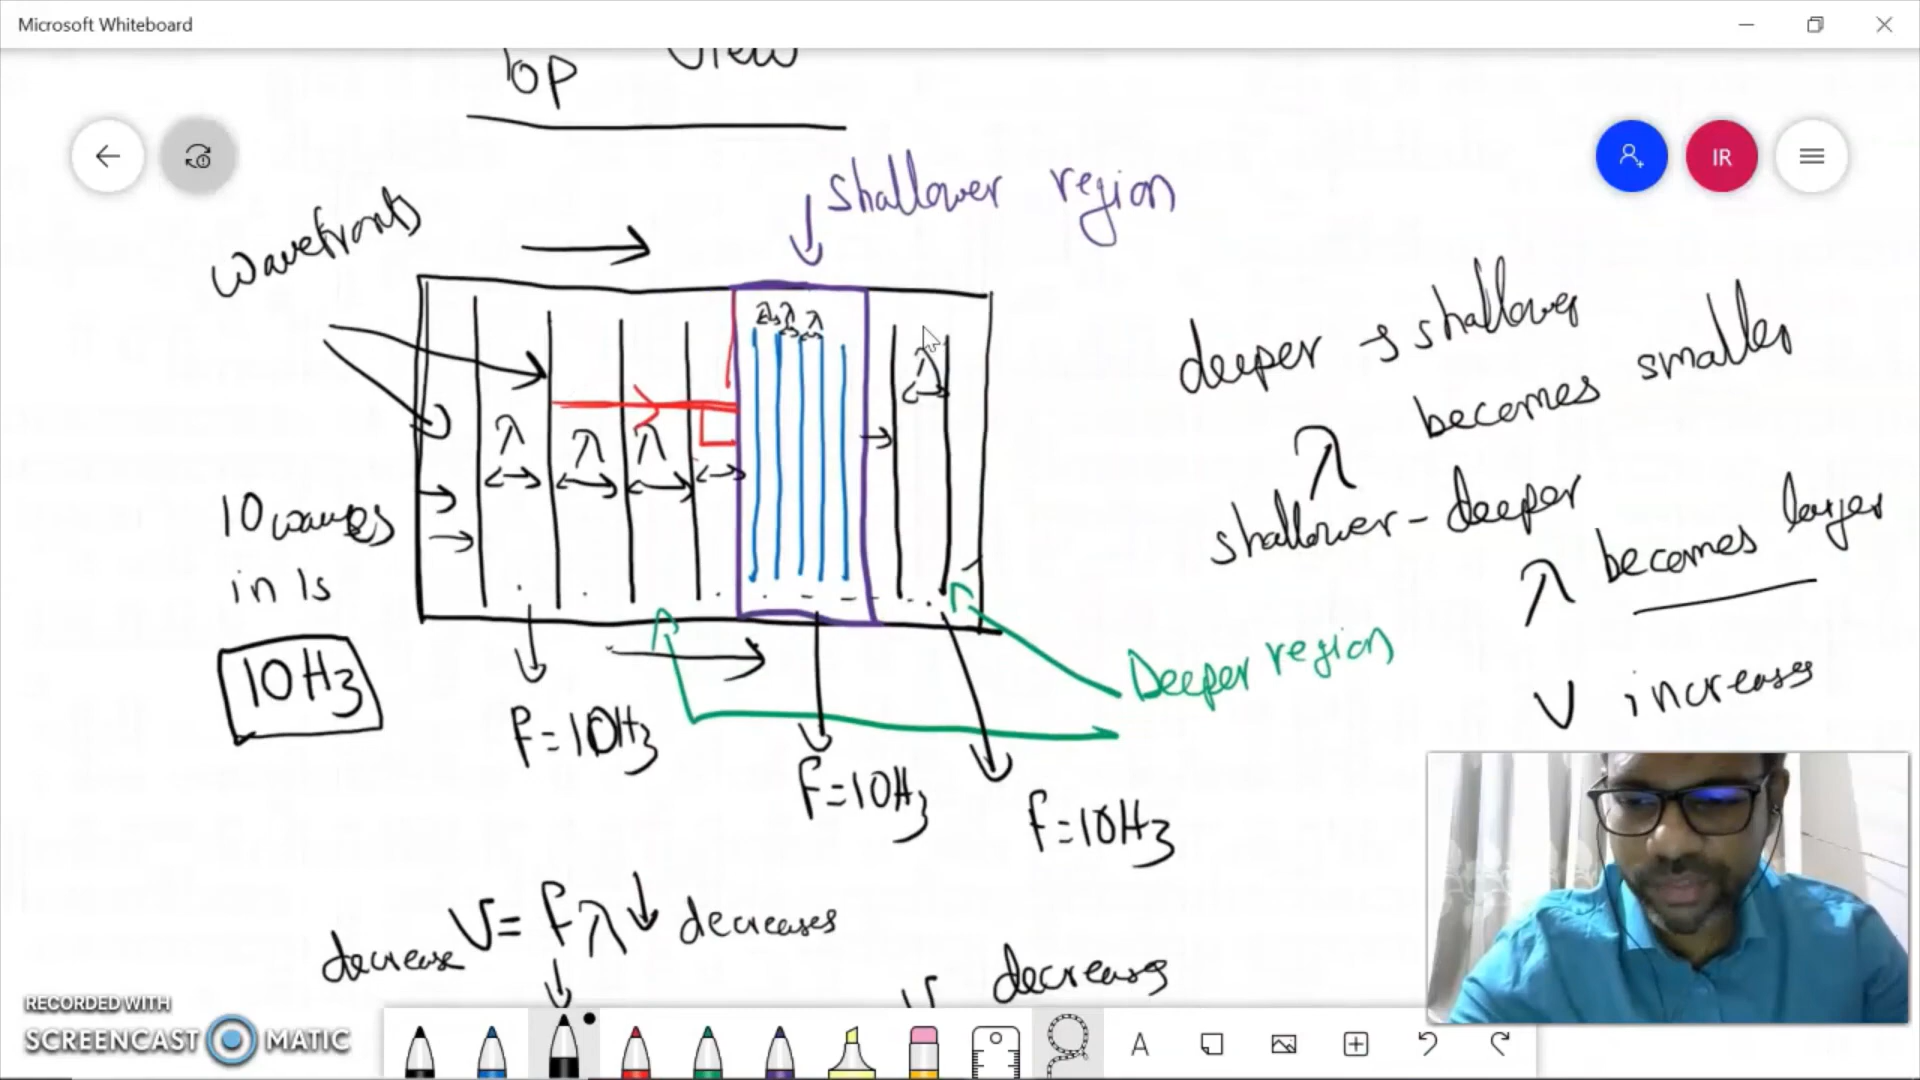 Microsoft Whiteboard
Top View
IR
shallower region
wavefronts
λ λ λ
λ
λ λ λ
10 waves
in 1s
10Hz
deeper → shallower
λ becomes smaller
shallower - deeper
λ becomes larger
V increases
Deeper region
f=10Hz
f=10Hz
f=10Hz
decrease V= fλ↓ decreases
V decreases
RECORDED WITH
SCREENCAST MATIC
A